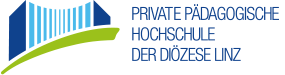 PRIVATE PÄDAGOGISCHE
HOCHSCHULE
DER DIÖZESE LINZ